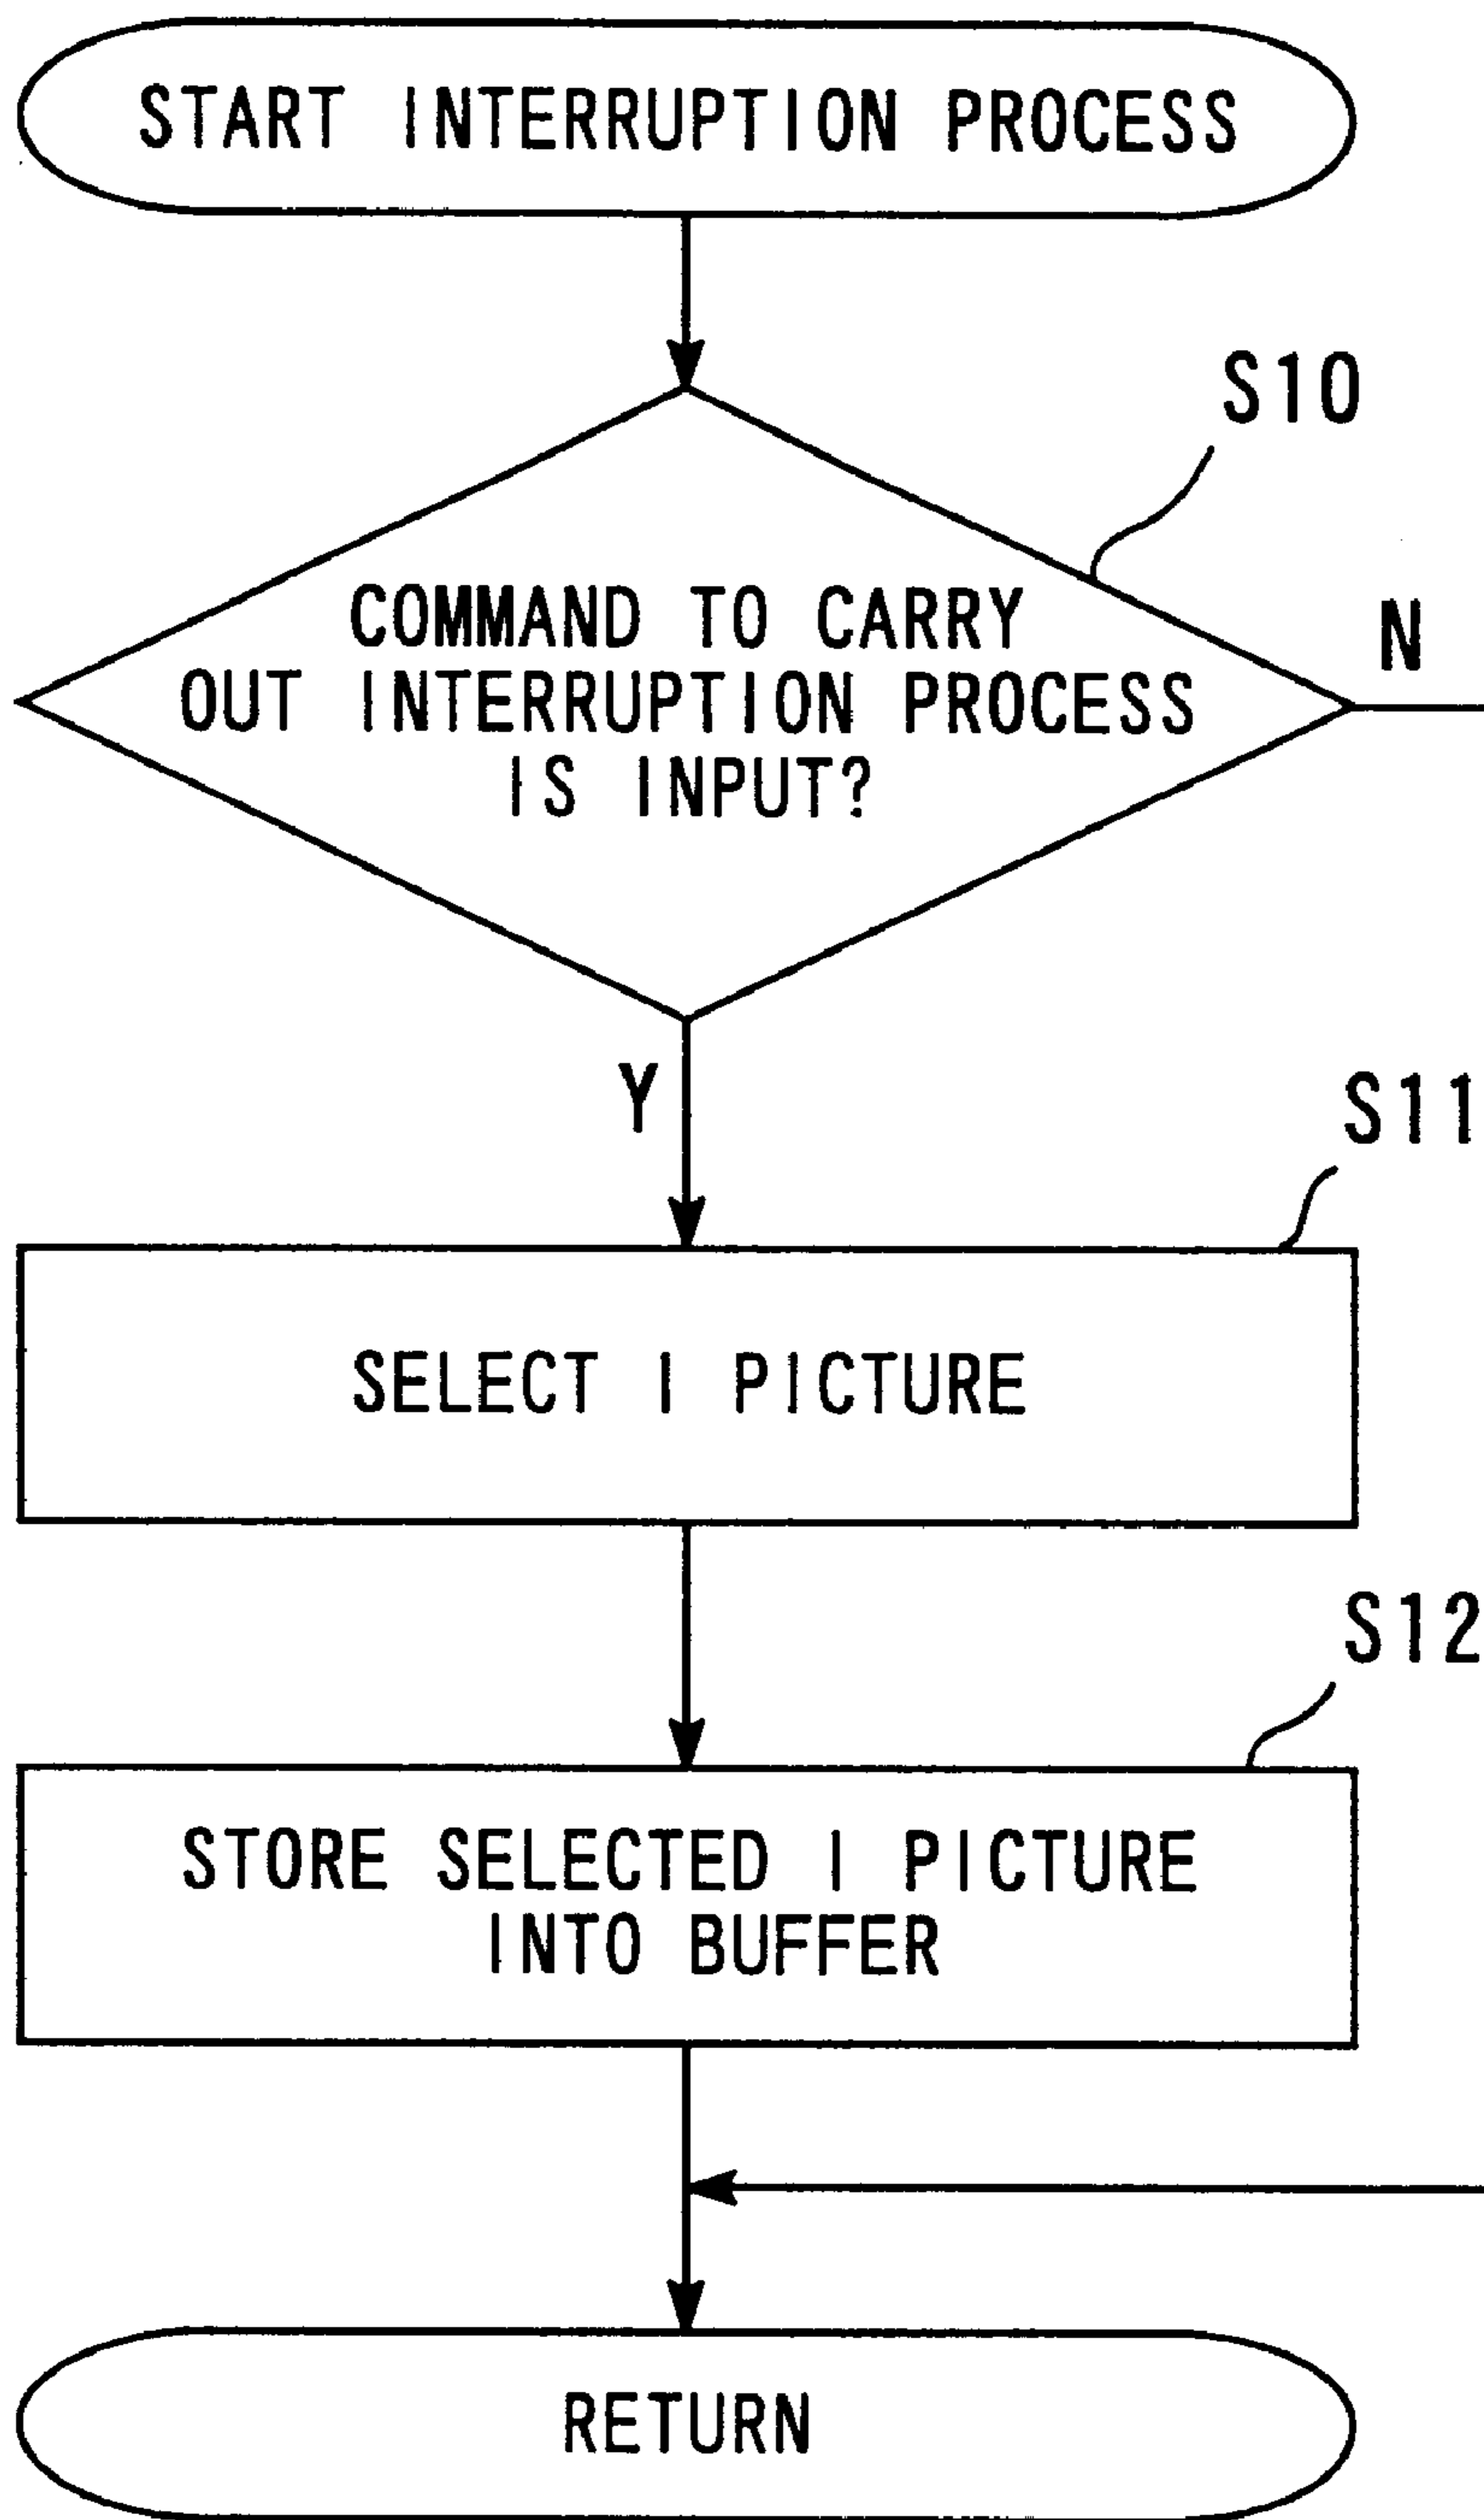 START INTERRUPTION PROCESS
S10
COMMAND TO CARRY
OUT INTERRUPTION PROCESS
IS INPUT?
N
Y
S11
SELECT I PICTURE
S12
STORE SELECTED I PICTURE
INTO BUFFER
RETURN